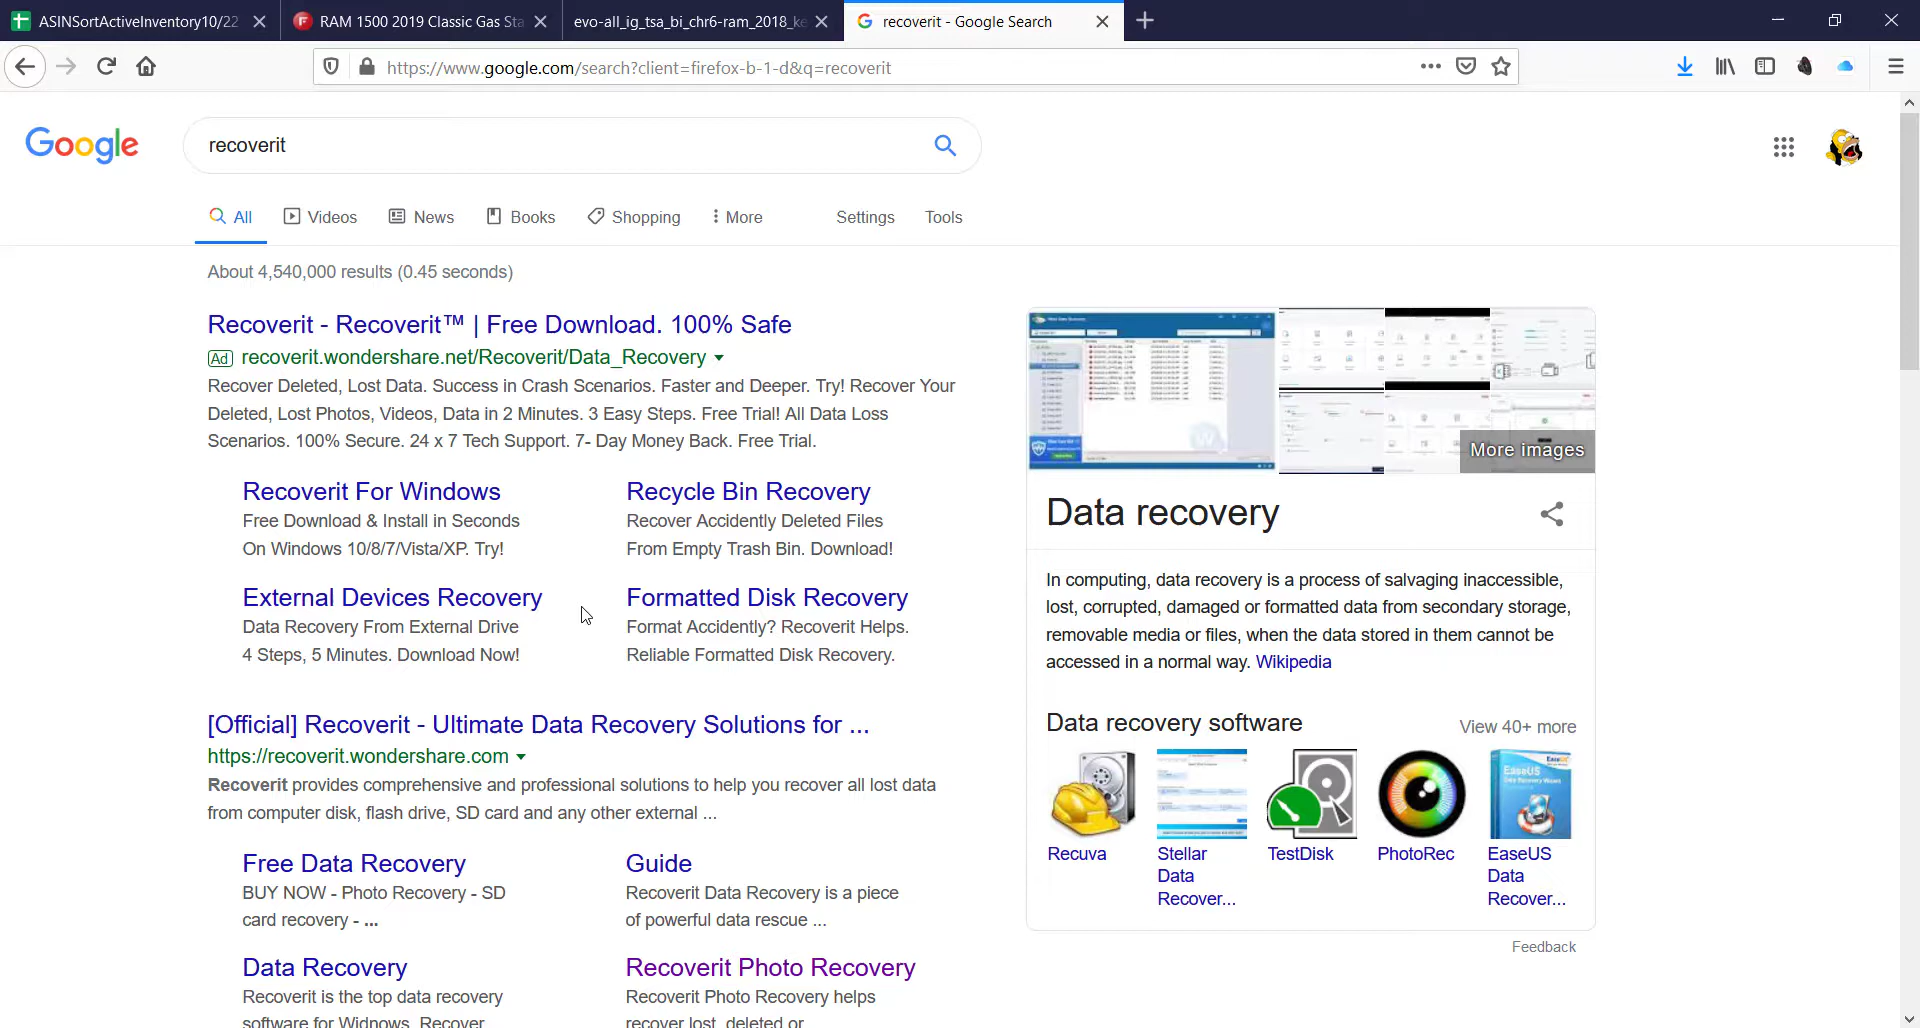 ASINSortActiveInventory10/22
RAM 1500 2019 Classic Gas Sta
evo-all_ig_tsa_bi_chr6-ram_2018_ke
recoverit - Google Search
https://www.google.com/search?client=firefox-b-1-d&q=recoverit
Google
recoverit
All
Videos
News
Books
Shopping
More
Settings
Tools
About 4,540,000 results (0.45 seconds)
Recoverit - Recoverit™ | Free Download. 100% Safe
Ad recoverit.wondershare.net/Recoverit/Data_Recovery
Recover Deleted, Lost Data. Success in Crash Scenarios. Faster and Deeper. Try! Recover Your
Deleted, Lost Photos, Videos, Data in 2 Minutes. 3 Easy Steps. Free Trial! All Data Loss
Scenarios. 100% Secure. 24 x 7 Tech Support. 7- Day Money Back. Free Trial.
Recoverit For Windows
Free Download & Install in Seconds
On Windows 10/8/7/Vista/XP. Try!
Recycle Bin Recovery
Recover Accidently Deleted Files
From Empty Trash Bin. Download!
External Devices Recovery
Data Recovery From External Drive
4 Steps, 5 Minutes. Download Now!
Formatted Disk Recovery
Format Accidently? Recoverit Helps.
Reliable Formatted Disk Recovery.
[Official] Recoverit - Ultimate Data Recovery Solutions for ...
https://recoverit.wondershare.com
Recoverit provides comprehensive and professional solutions to help you recover all lost data
from computer disk, flash drive, SD card and any other external ...
Free Data Recovery
BUY NOW - Photo Recovery - SD
card recovery - ...
Guide
Recoverit Data Recovery is a piece
of powerful data rescue ...
Data Recovery
Recoverit is the top data recovery
software for Widnows. Recover
Recoverit Photo Recovery
Recoverit Photo Recovery helps
recover lost, deleted or
More images
Data recovery
In computing, data recovery is a process of salvaging inaccessible,
lost, corrupted, damaged or formatted data from secondary storage,
removable media or files, when the data stored in them cannot be
accessed in a normal way. Wikipedia
Data recovery software
View 40+ more
Recuva
Stellar
Data
Recover...
TestDisk
PhotoRec
EaseUS
Data
Recover...
Feedback